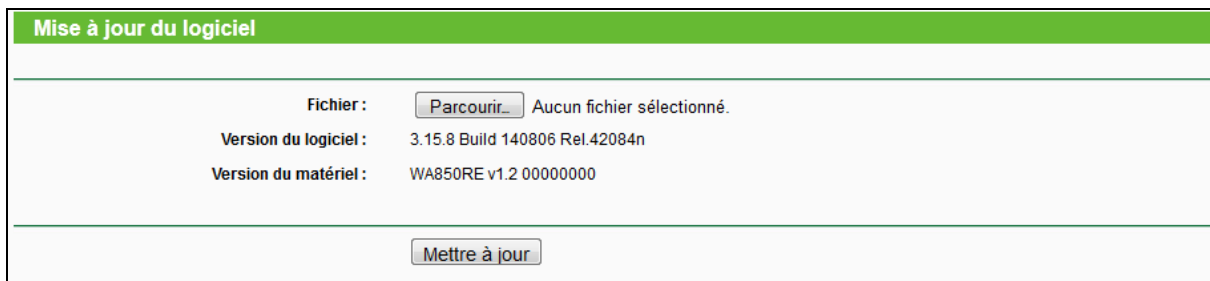 Mise à jour du logiciel
Fichier : Parcourir… Aucun fichier sélectionné.
Version du logiciel : 3.15.8 Build 140806 Rel.42084n
Version du matériel : WA850RE v1.2 00000000
Mettre à jour